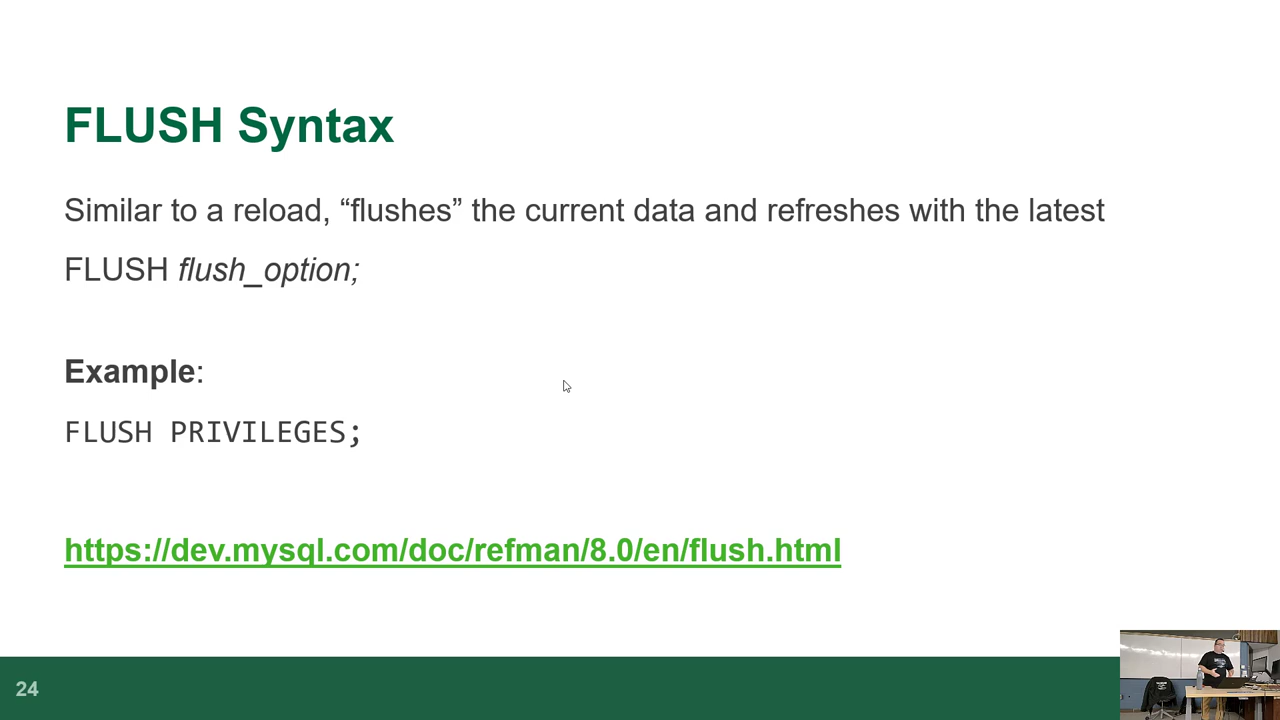 FLUSH Syntax
Similar to a reload, “flushes” the current data and refreshes with the latest
FLUSH flush_option;
Example:
FLUSH PRIVILEGES;
https://dev.mysql.com/doc/refman/8.0/en/flush.html
24